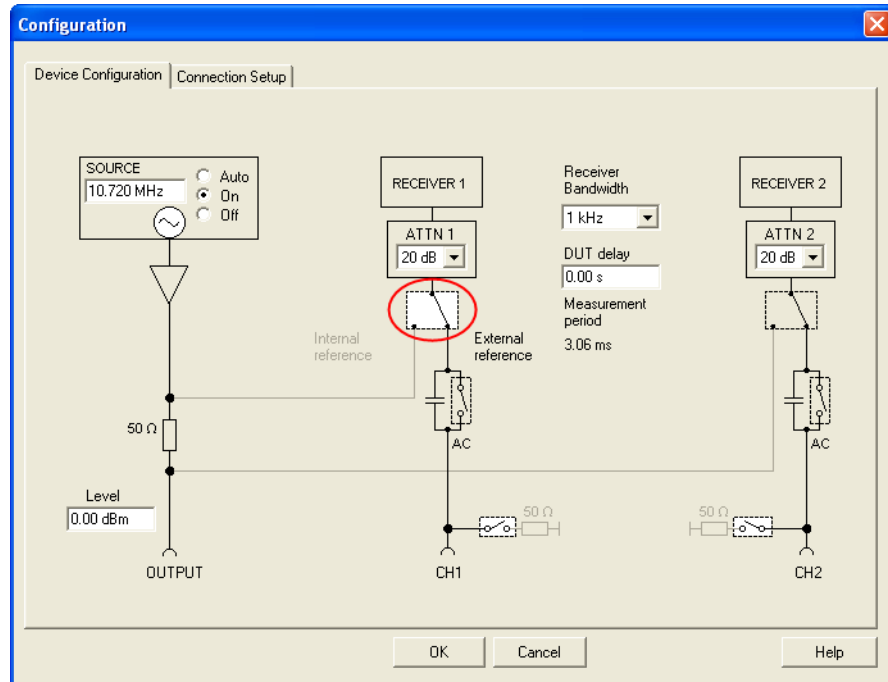 Configuration
Device Configuration
Connection Setup
SOURCE
10.720 MHz
Auto
On
Off
RECEIVER 1
ATTN 1
20 dB
Receiver
Bandwidth
1 kHz
DUT delay
0.00 s
Measurement
period
3.06 ms
RECEIVER 2
ATTN 2
20 dB
Internal
reference
External
reference
50 Ω
AC
AC
Level
0.00 dBm
50 Ω
50 Ω
OUTPUT
CH1
CH2
OK
Cancel
Help